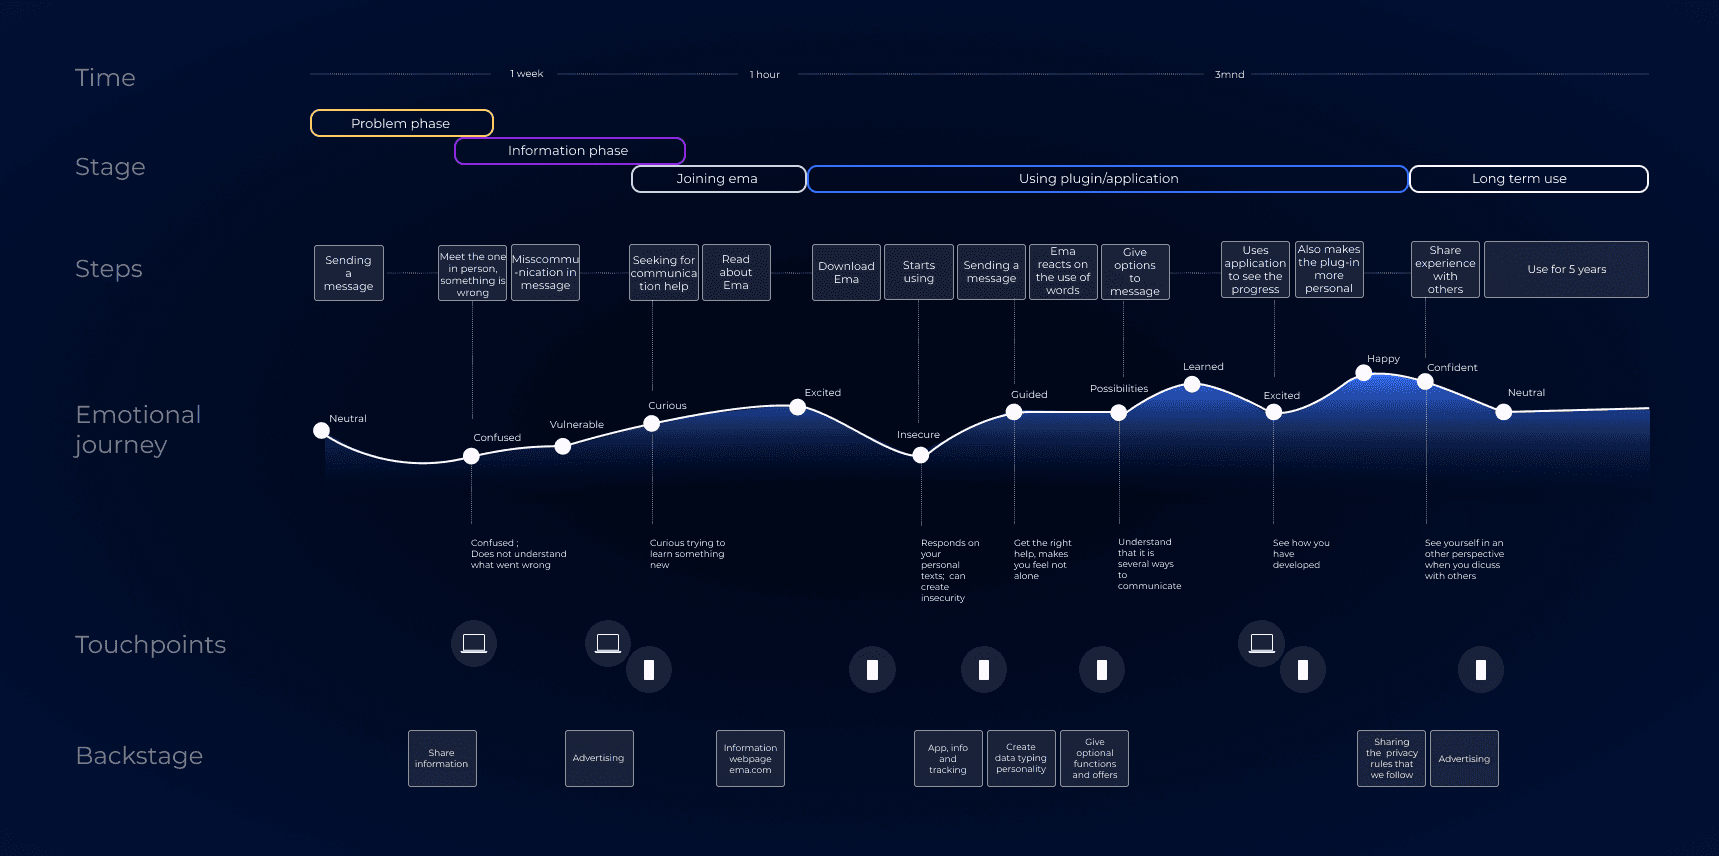 Time
1 week
1 hour
3mnd
Stage
Problem phase
Information phase
Joining ema
Using plugin/application
Long term use
Steps
Sending
a
message
Meet the one
in person,
something is
wrong
Misscommu
-nication in
message
Seeking for
communica
tion help
Read
about
Ema
Download
Ema
Starts
using
Sending a
message
Ema
reacts on
the use of
words
Give
options
to
message
Uses
application
to see the
progress
Also makes
the plug-in
more
personal
Share
experience
with
others
Use for 5 years
Emotional
journey
Neutral
Confused
Vulnerable
Curious
Excited
Insecure
Guided
Possibilities
Learned
Excited
Happy
Confident
Neutral
Confused ;
Does not understand
what went wrong
Curious trying to
learn something
new
Responds on
your
personal
texts; can
create
insecurity
Get the right
help, makes
you feel not
alone
Understand
that it is
several ways
to
communicate
See how you
have
developed
See yourself in an
other perspective
when you dicuss
with others
Touchpoints
Backstage
Share
information
Advertising
Information
webpage
ema.com
App, info
and
tracking
Create
data typing
personality
Give
optional
functions
and offers
Sharing
the privacy
rules that
we follow
Advertising